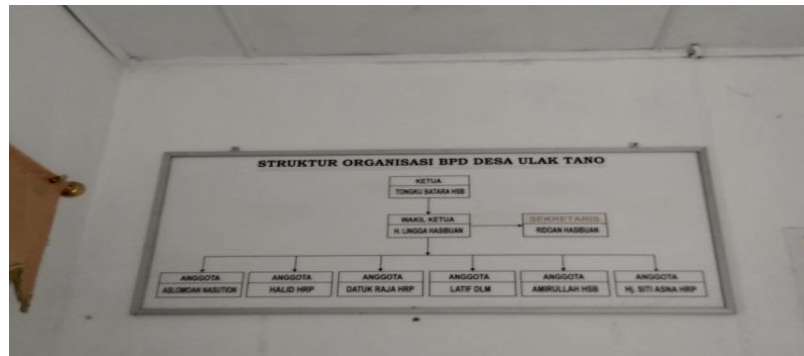 STRUKTUR ORGANISASI BPD DESA ULAK TANO
KETUA
TONGKU BATARA HSB
WAKIL KETUA
H. LINGGA HASIBUAN
SEKRETARIS
RIDOAN HASIBUAN
ANGGOTA
ASLOMOAN NASUTION
ANGGOTA
HALID HRP
ANGGOTA
DATUK RAJA HRP
ANGGOTA
LATIF DLM
ANGGOTA
AMIRULLAH HSB
ANGGOTA
Hj. SITI ASNA HRP